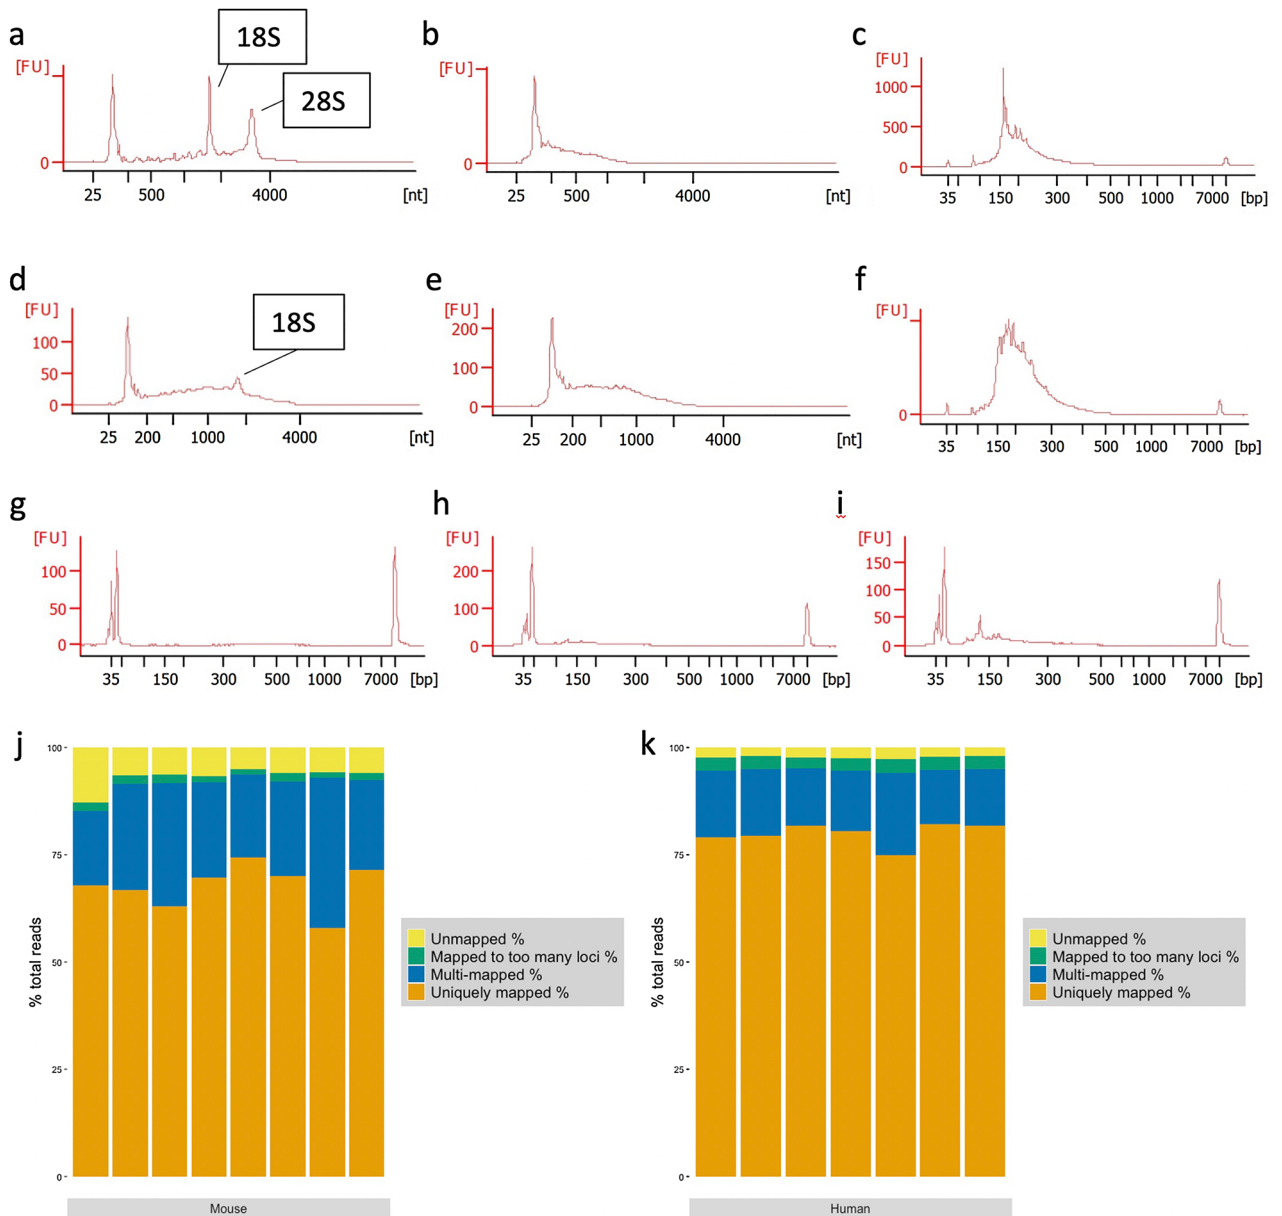 a
18S
28S
[FU]
0
25 500 4000 [nt]
b
[FU]
0
25 500 4000 [nt]
c
[FU]
1000
500
0
35 150 300 500 1000 7000 [bp]
d
18S
[FU]
100
50
0
25 200 1000 4000 [nt]
e
[FU]
200
100
0
25 200 1000 4000 [nt]
f
[FU]
0
35 150 300 500 1000 7000 [bp]
g
[FU]
100
50
0
35 150 300 500 1000 7000 [bp]
h
[FU]
200
100
0
35 150 300 500 1000 7000 [bp]
i
[FU]
150
100
50
0
35 150 300 500 1000 7000 [bp]
j
100
75
50
25
0
% total reads
Mouse
Unmapped %
Mapped to too many loci %
Multi-mapped %
Uniquely mapped %
k
100
75
50
25
0
% total reads
Human
Unmapped %
Mapped to too many loci %
Multi-mapped %
Uniquely mapped %